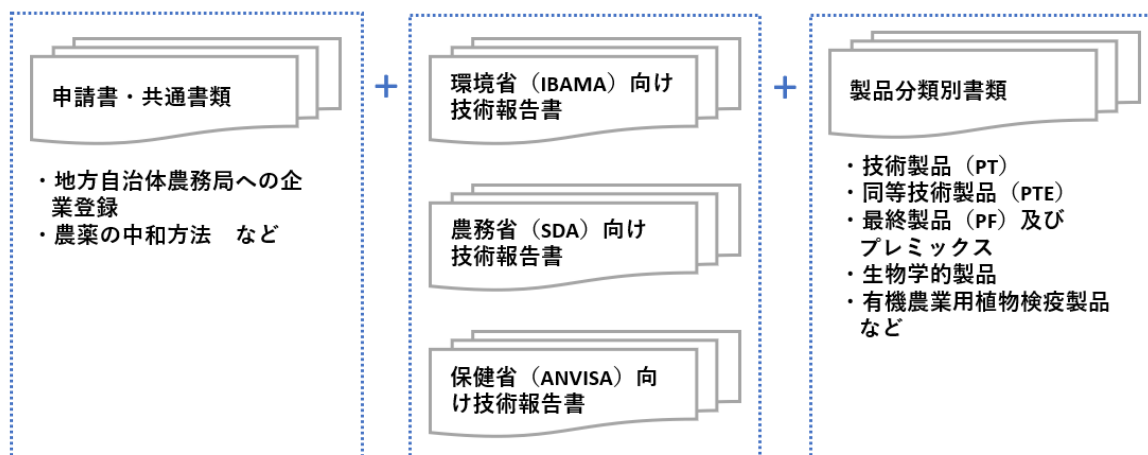 申請書・共通書類
・地方自治体農務局への企
業登録
・農薬の中和方法　など
+
環境省（IBAMA）向け
技術報告書
農務省（SDA）向け
技術報告書
保健省（ANVISA）向
け技術報告書
+
製品分類別書類
・技術製品（PT）
・同等技術製品（PTE）
・最終製品（PF）及び
プレミックス
・生物学的製品
・有機農業用植物検疫製品
など